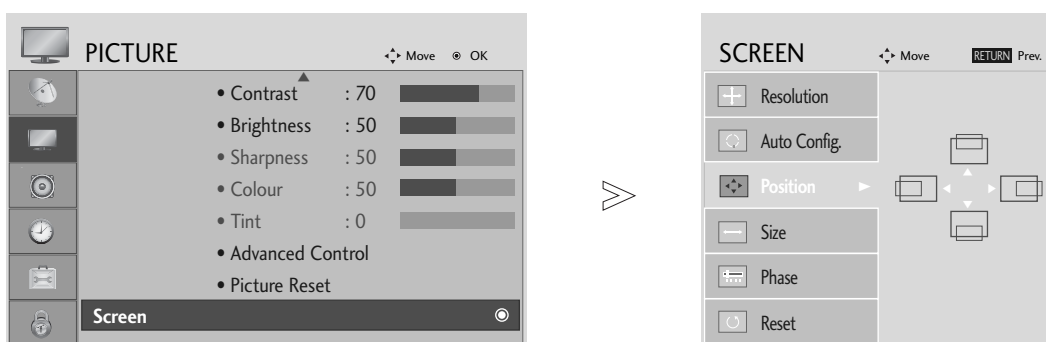 PICTURE
Move
OK
• Contrast : 70
• Brightness : 50
• Sharpness : 50
• Colour : 50
• Tint : 0
• Advanced Control
• Picture Reset
Screen
SCREEN
Move
RETURN Prev.
Resolution
Auto Config.
Position
Size
Phase
Reset